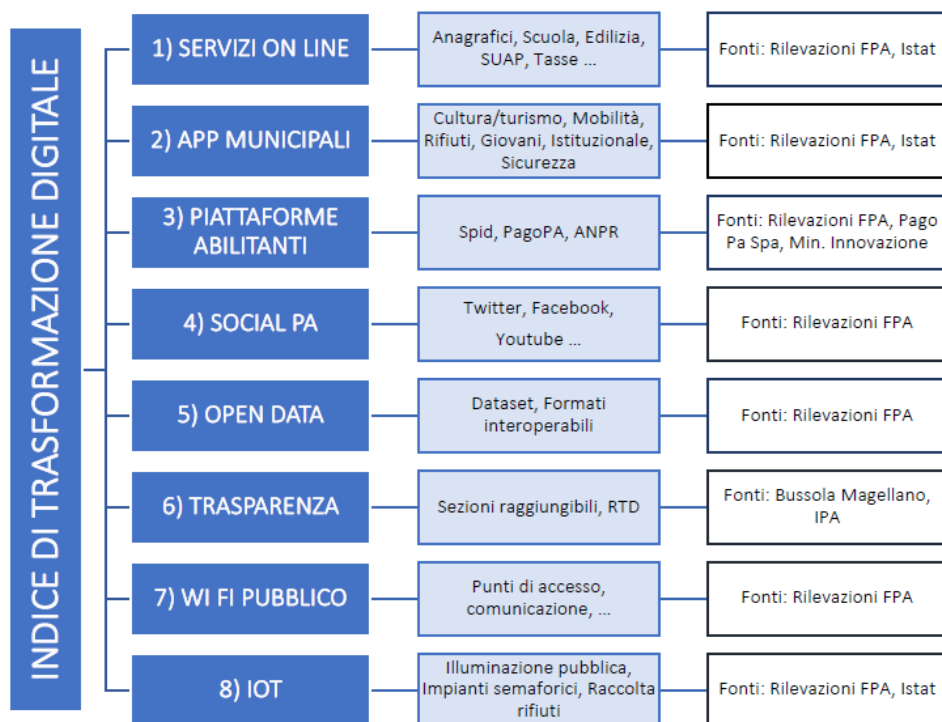 INDICE DI TRASFORMAZIONE DIGITALE
1) SERVIZI ON LINE
Anagrafici, Scuola, Edilizia,
SUAP, Tasse ...
Fonti: Rilevazioni FPA, Istat
2) APP MUNICIPALI
Cultura/turismo, Mobilità,
Rifiuti, Giovani, Istituzionale,
Sicurezza
Fonti: Rilevazioni FPA, Istat
3) PIATTAFORME
ABILITANTI
Spid, PagoPA, ANPR
Fonti: Rilevazioni FPA, Pago
Pa Spa, Min. Innovazione
4) SOCIAL PA
Twitter, Facebook,
Youtube ...
Fonti: Rilevazioni FPA
5) OPEN DATA
Dataset, Formati
interoperabili
Fonti: Rilevazioni FPA
6) TRASPARENZA
Sezioni raggiungibili, RTD
Fonti: Bussola Magellano,
IPA
7) WI FI PUBBLICO
Punti di accesso,
comunicazione, ...
Fonti: Rilevazioni FPA
8) IOT
Illuminazione pubblica,
Impianti semaforici, Raccolta
rifiuti
Fonti: Rilevazioni FPA, Istat